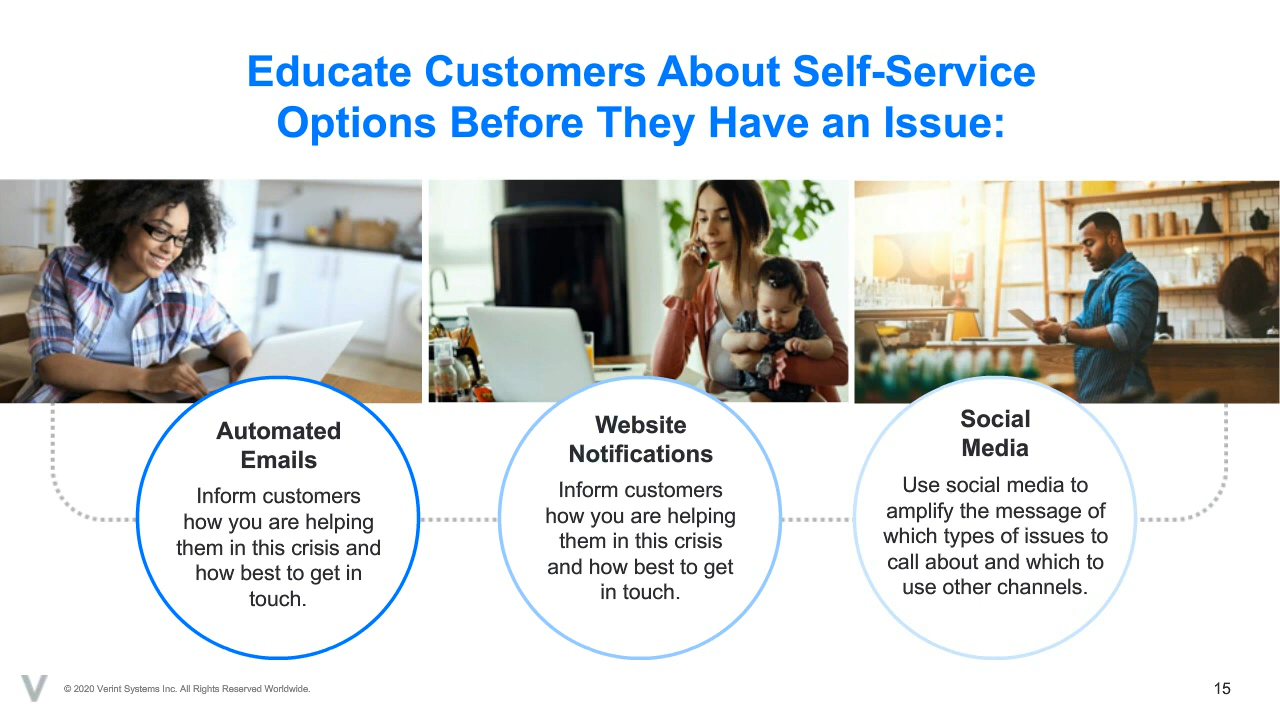 Educate Customers About Self-Service
Options Before They Have an Issue:
Automated
Emails
Inform customers
how you are helping
them in this crisis and
how best to get in
touch.
Website
Notifications
Inform customers
how you are helping
them in this crisis
and how best to get
in touch.
Social
Media
Use social media to
amplify the message of
which types of issues to
call about and which to
use other channels.
© 2020 Verint Systems Inc. All Rights Reserved Worldwide.
15